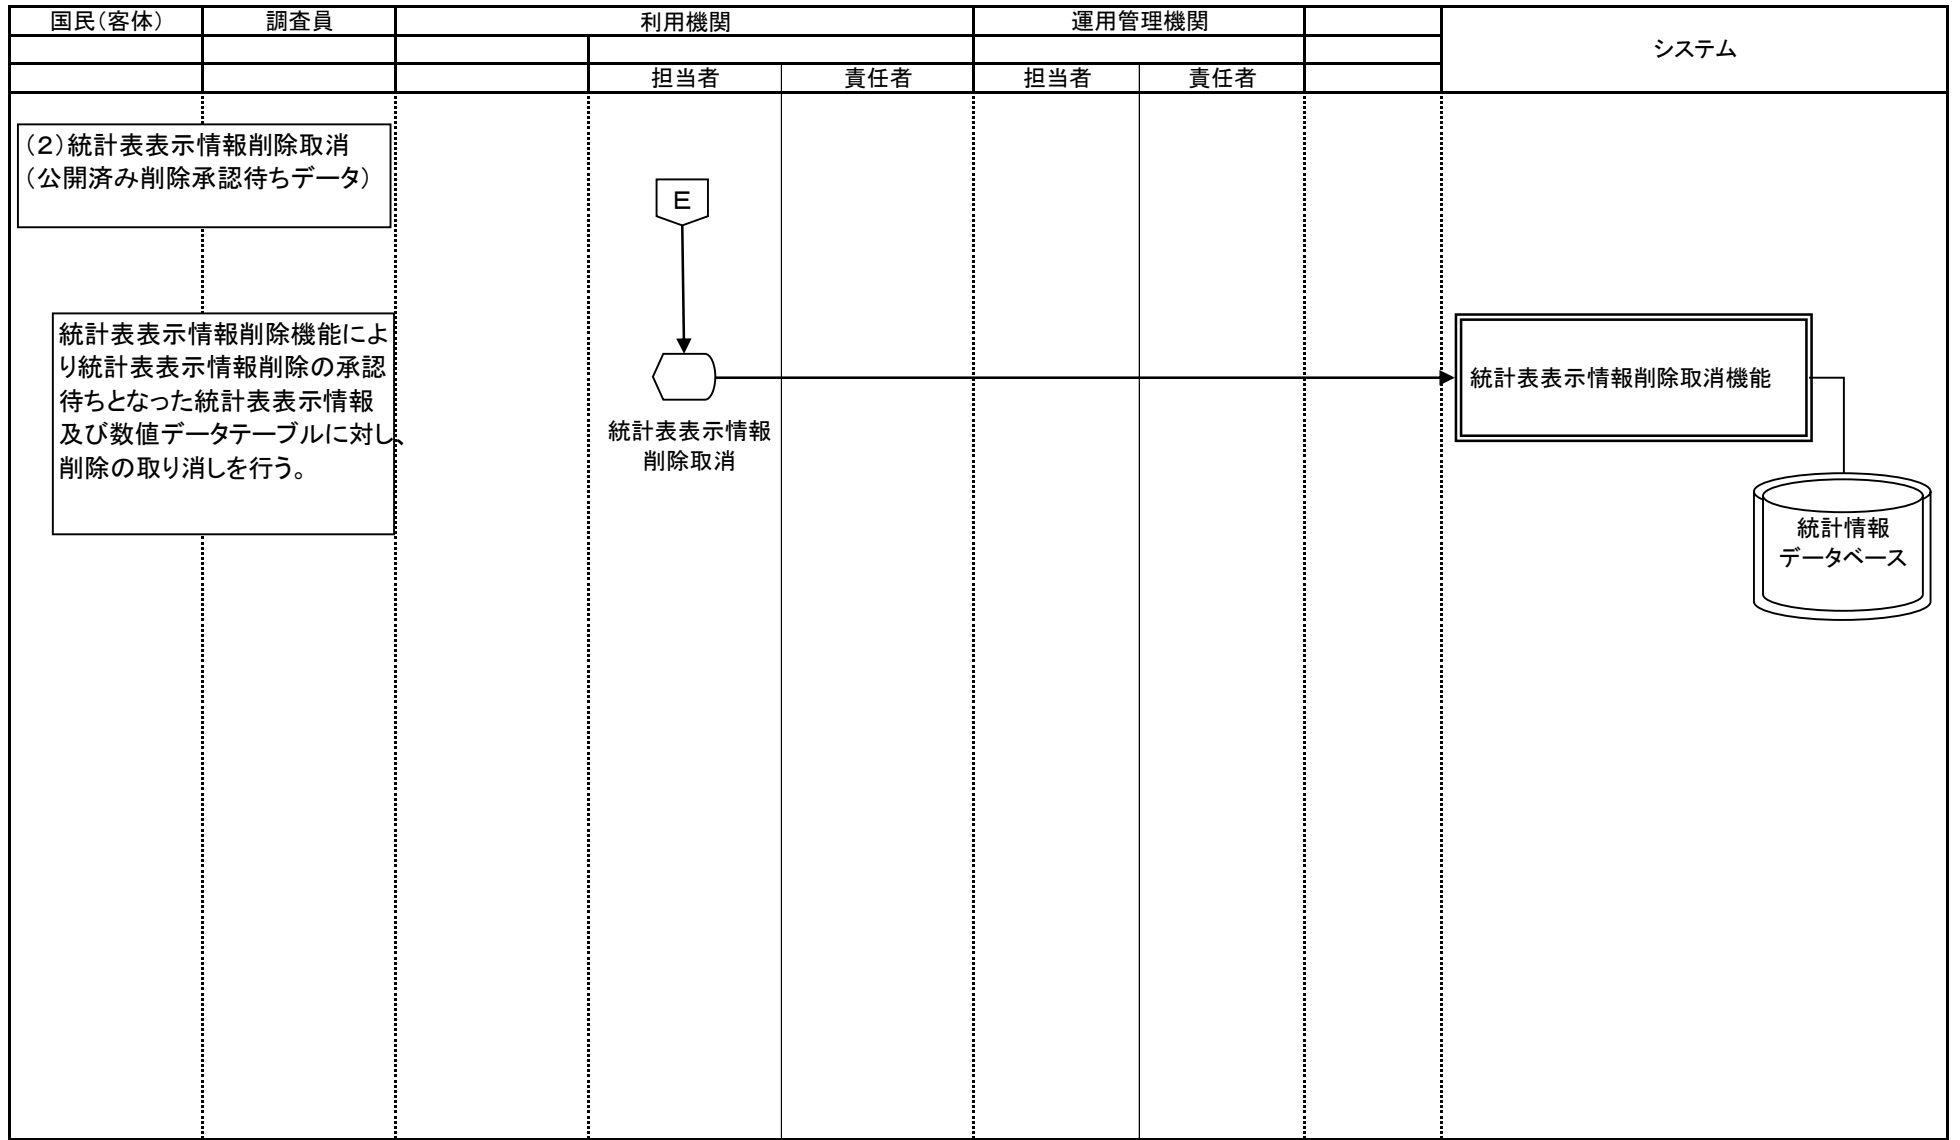 国民（客体）
調査員
利用機関
運用管理機関
システム
担当者
責任者
担当者
責任者
（２）統計表表示情報削除取消
（公開済み削除承認待ちデータ）
Ｅ
統計表表示情報削除機能によ
り統計表表示情報削除の承認
待ちとなった統計表表示情報
及び数値データテーブルに対し、
削除の取り消しを行う。
統計表表示情報
削除取消
統計表表示情報削除取消機能
統計情報
データベース